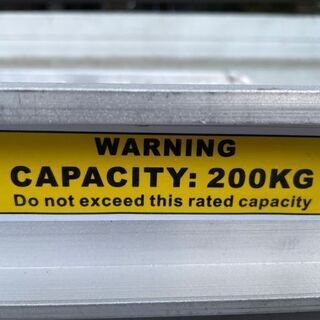 WARNING
CAPACITY: 200KG
Do not exceed this rated capacity